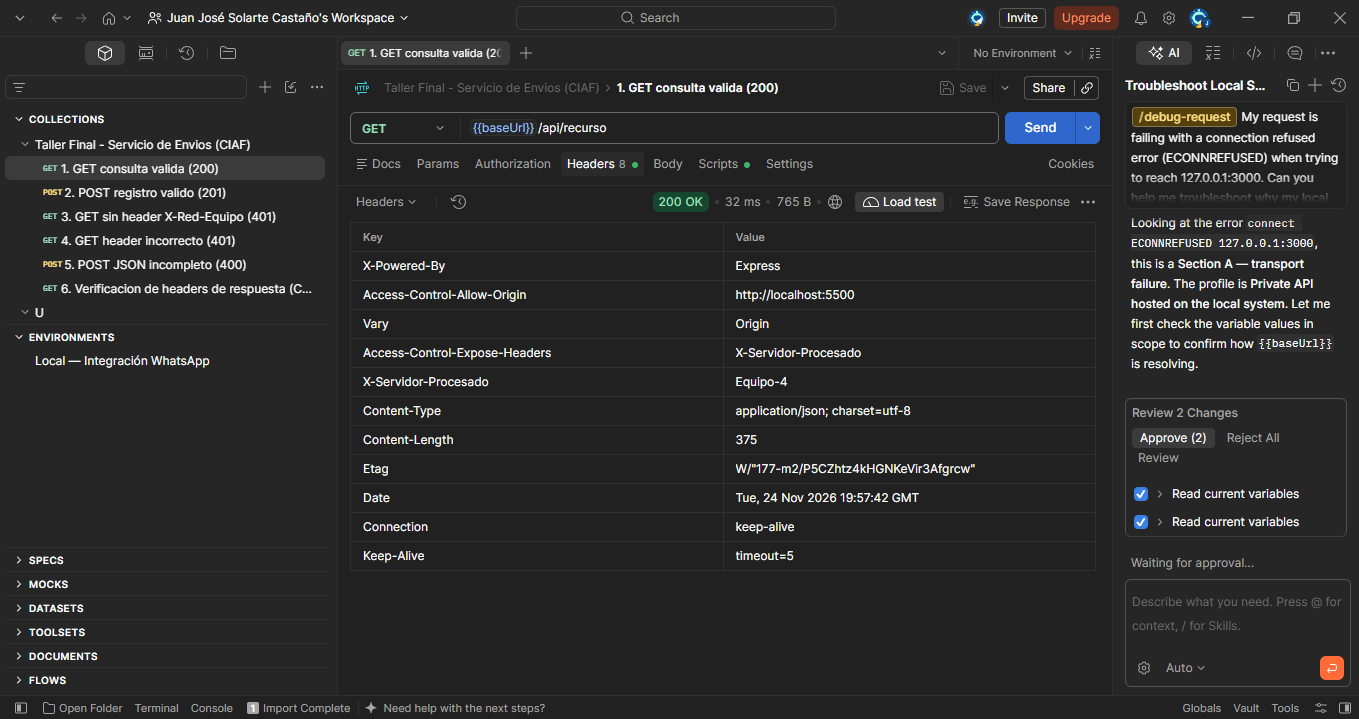 Juan José Solarte Castaño's Workspace
Search
Invite
Upgrade
COLLECTIONS
Taller Final - Servicio de Envios (CIAF)
GET 1. GET consulta valida (200)
POST 2. POST registro valido (201)
GET 3. GET sin header X-Red-Equipo (401)
GET 4. GET header incorrecto (401)
POST 5. POST JSON incompleto (400)
GET 6. Verificacion de headers de respuesta (C...
U
ENVIRONMENTS
Local — Integración WhatsApp
SPECS
MOCKS
DATASETS
TOOLSETS
DOCUMENTS
FLOWS
GET 1. GET consulta valida (20
No Environment
HTTP Taller Final - Servicio de Envios (CIAF) › 1. GET consulta valida (200)
Save
Share
GET {{baseUrl}} /api/recurso
Send
Docs Params Authorization Headers 8 Body Scripts Settings Cookies
Headers 200 OK 32 ms 765 B Load test e.g. Save Response
Key Value
X-Powered-By Express
Access-Control-Allow-Origin http://localhost:5500
Vary Origin
Access-Control-Expose-Headers X-Servidor-Procesado
X-Servidor-Procesado Equipo-4
Content-Type application/json; charset=utf-8
Content-Length 375
Etag W/"177-m2/P5CZhtz4kHGNKeVir3Afgrcw"
Date Tue, 24 Nov 2026 19:57:42 GMT
Connection keep-alive
Keep-Alive timeout=5
AI
Troubleshoot Local S...
/debug-request My request is
failing with a connection refused
error (ECONNREFUSED) when trying
to reach 127.0.0.1:3000. Can you
help me troubleshoot why my local
Looking at the error connect
ECONNREFUSED 127.0.0.1:3000,
this is a Section A — transport
failure. The profile is Private API
hosted on the local system. Let me
first check the variable values in
scope to confirm how {{baseUrl}}
is resolving.
Review 2 Changes
Approve (2) Reject All
Review
Read current variables
Read current variables
Waiting for approval...
Describe what you need. Press @ for
context, / for Skills.
Auto
Open Folder Terminal Console 1 Import Complete Need help with the next steps? Globals Vault Tools